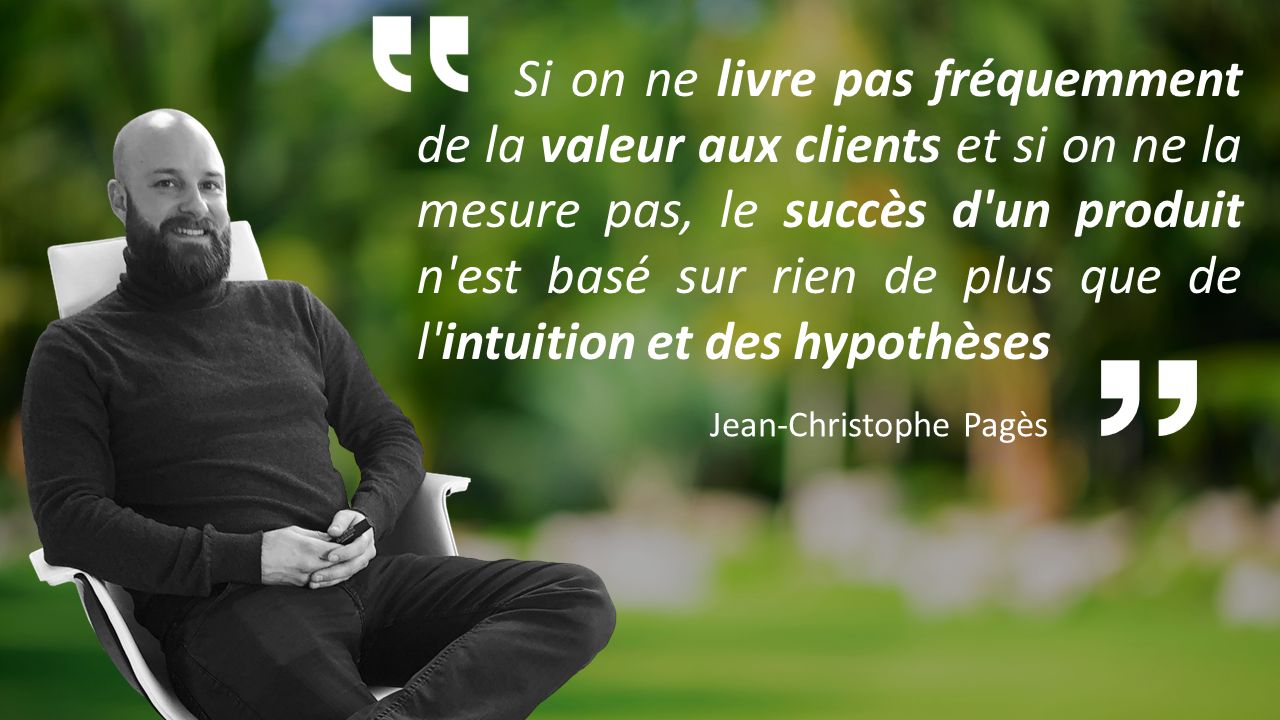 Si on ne livre pas fréquemment
de la valeur aux clients et si on ne la
mesure pas, le succès d'un produit
n'est basé sur rien de plus que de
l'intuition et des hypothèses
Jean-Christophe Pagès